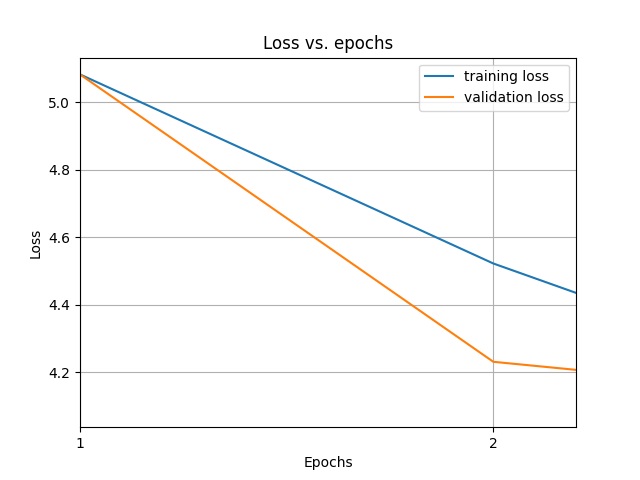 Loss vs. epochs
training loss
validation loss
5.0
4.8
4.6
4.4
4.2
Loss
1
2
Epochs